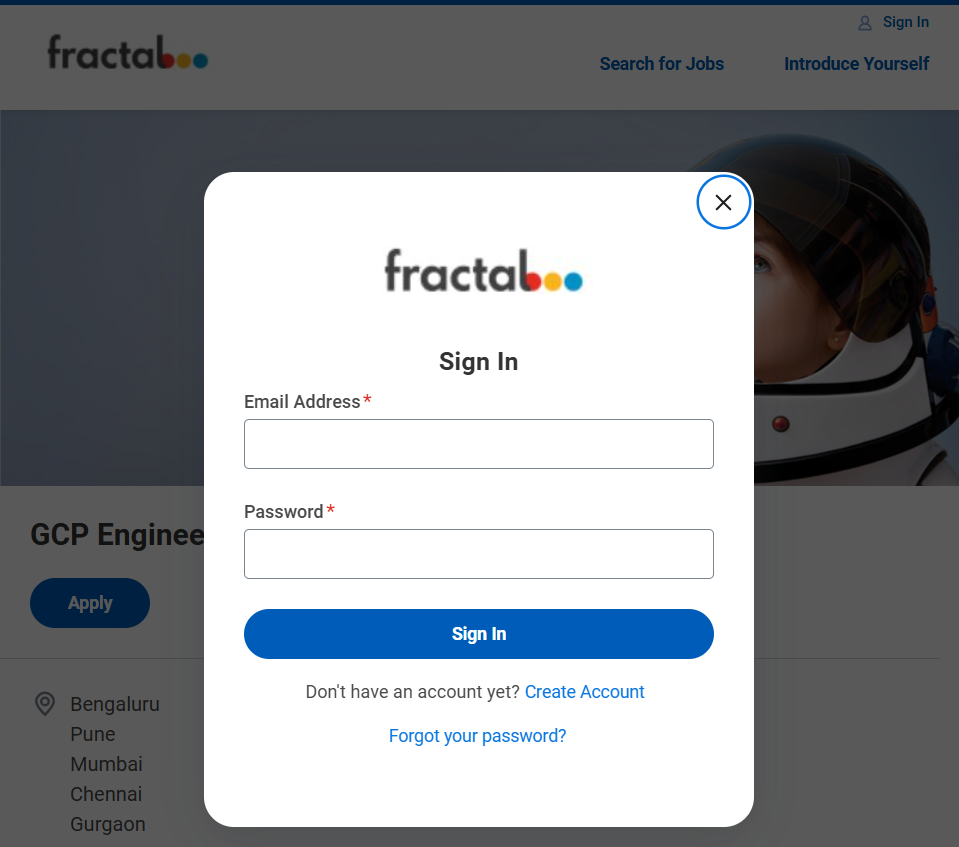 Sign In
fractal
Search for Jobs
Introduce Yourself
fractal
Sign In
Email Address*
Password*
Sign In
Don't have an account yet? Create Account
Forgot your password?
GCP Enginee
Apply
Bengaluru
Pune
Mumbai
Chennai
Gurgaon